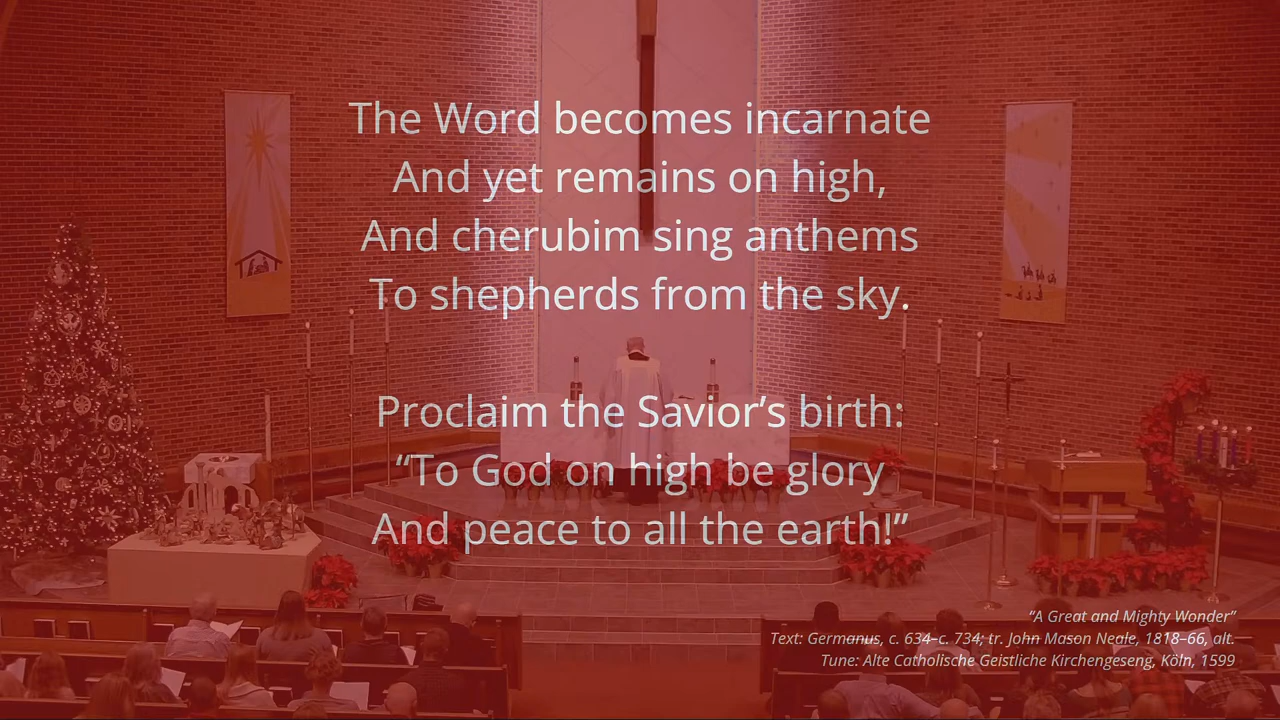 The Word becomes incarnate
And yet remains on high,
And cherubim sing anthems
To shepherds from the sky.
Proclaim the Savior’s birth:
“To God on high be glory
And peace to all the earth!”
“A Great and Mighty Wonder”
Text: Germanus, c. 634–c. 734; tr. John Mason Neale, 1818–66, alt.
Tune: Alte Catholische Geistliche Kirchengeseng, Köln, 1599